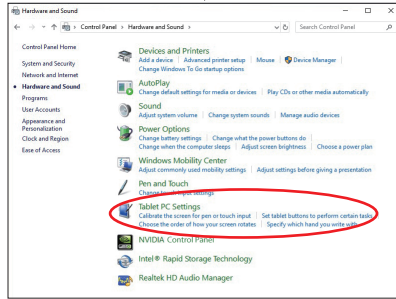 Hardware and Sound
Control Panel > Hardware and Sound >
Search Control Panel
Control Panel Home
System and Security
Network and Internet
Hardware and Sound
Programs
User Accounts
Appearance and
Personalization
Clock and Region
Ease of Access
Devices and Printers
Add a device | Advanced printer setup | Mouse | Device Manager |
Change Windows To Go startup options
AutoPlay
Change default settings for media or devices | Play CDs or other media automatically
Sound
Adjust system volume | Change system sounds | Manage audio devices
Power Options
Change battery settings | Change what the power buttons do |
Change when the computer sleeps | Adjust screen brightness | Choose a power plan
Windows Mobility Center
Adjust commonly used mobility settings | Adjust settings before giving a presentation
Pen and Touch
Change touch input settings
Tablet PC Settings
Calibrate the screen for pen or touch input | Set tablet buttons to perform certain tasks
Choose the order of how your screen rotates | Specify which hand you write with
NVIDIA Control Panel
Intel® Rapid Storage Technology
Realtek HD Audio Manager